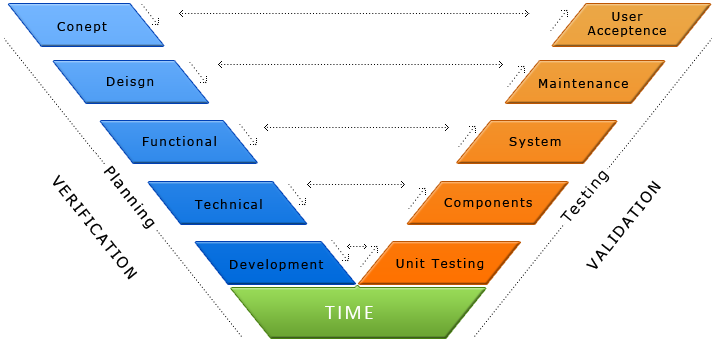 Conept
User
Acceptence
Deisgn
Maintenance
Functional
System
Planning
Testing
VERIFICATION
VALIDATION
Technical
Components
Development
Unit Testing
TIME